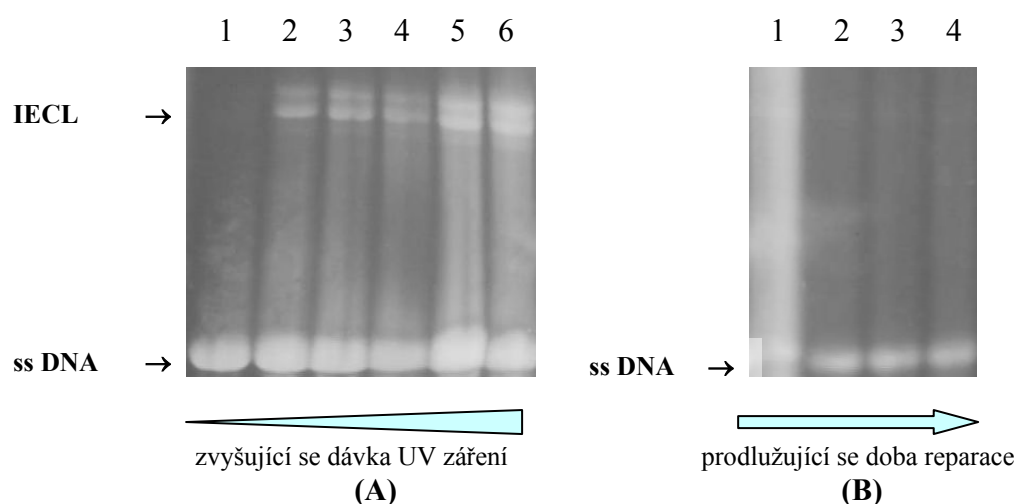 1 2 3 4 5 6
IECL →
ss DNA →
zvyšující se dávka UV záření
(A)
1 2 3 4
ss DNA →
prodlužující se doba reparace
(B)